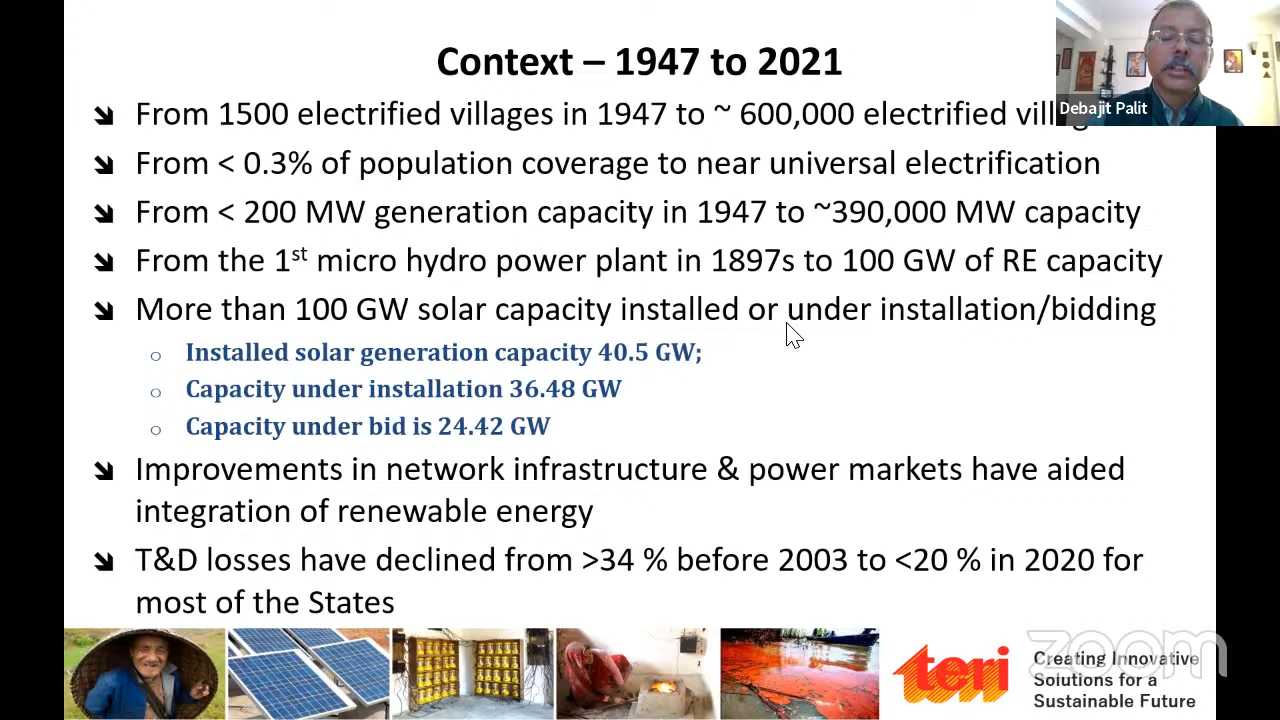 Context – 1947 to 2021
From 1500 electrified villages in 1947 to ~ 600,000 electrified
From < 0.3% of population coverage to near universal electrification
From < 200 MW generation capacity in 1947 to ~390,000 MW capacity
From the 1st micro hydro power plant in 1897s to 100 GW of RE capacity
More than 100 GW solar capacity installed or under installation/bidding
Installed solar generation capacity 40.5 GW;
Capacity under installation 36.48 GW
Capacity under bid is 24.42 GW
Improvements in network infrastructure & power markets have aided
integration of renewable energy
T&D losses have declined from >34 % before 2003 to <20 % in 2020 for
most of the States
Debajit Palit
teri
Creating Innovative
Solutions for a
Sustainable Future
zoom